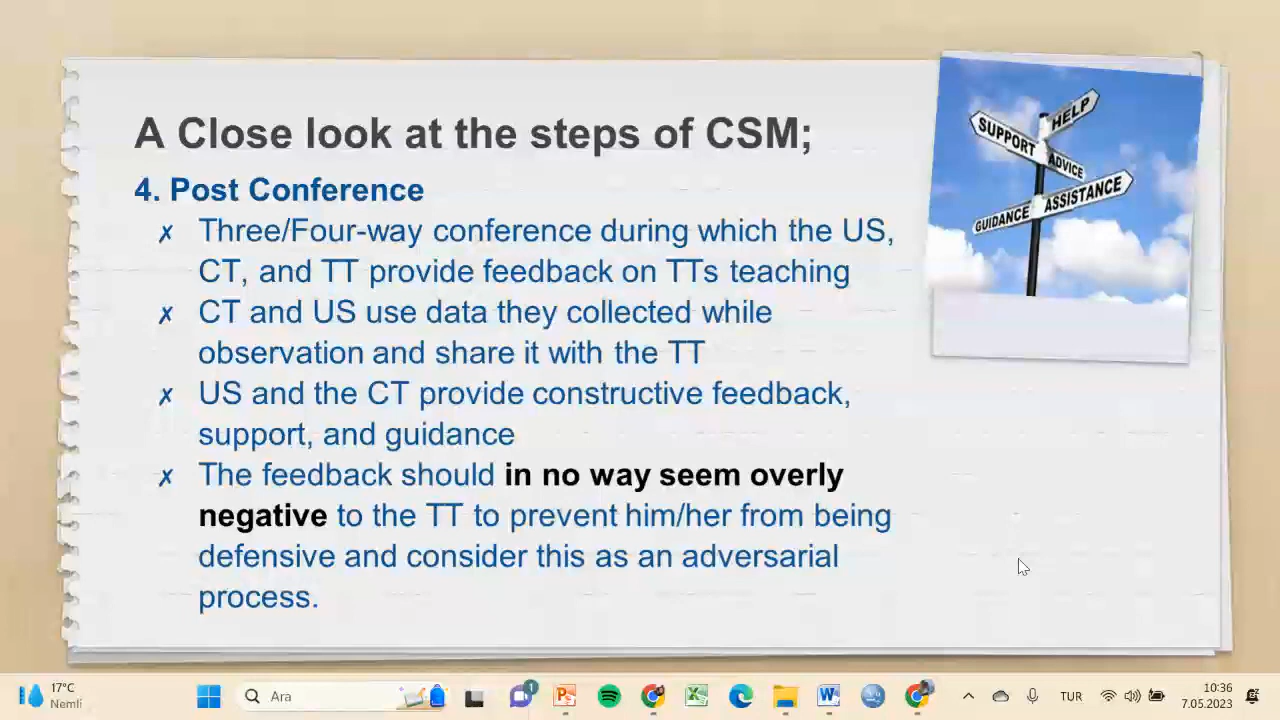 A Close look at the steps of CSM;
4. Post Conference
✗ Three/Four-way conference during which the US,
CT, and TT provide feedback on TTs teaching
✗ CT and US use data they collected while
observation and share it with the TT
✗ US and the CT provide constructive feedback,
support, and guidance
✗ The feedback should in no way seem overly
negative to the TT to prevent him/her from being
defensive and consider this as an adversarial
process.
HELP
SUPPORT
ADVICE
ASSISTANCE
GUIDANCE
17°C
Nemli
Ara
1
TUR
10:36
7.05.2023